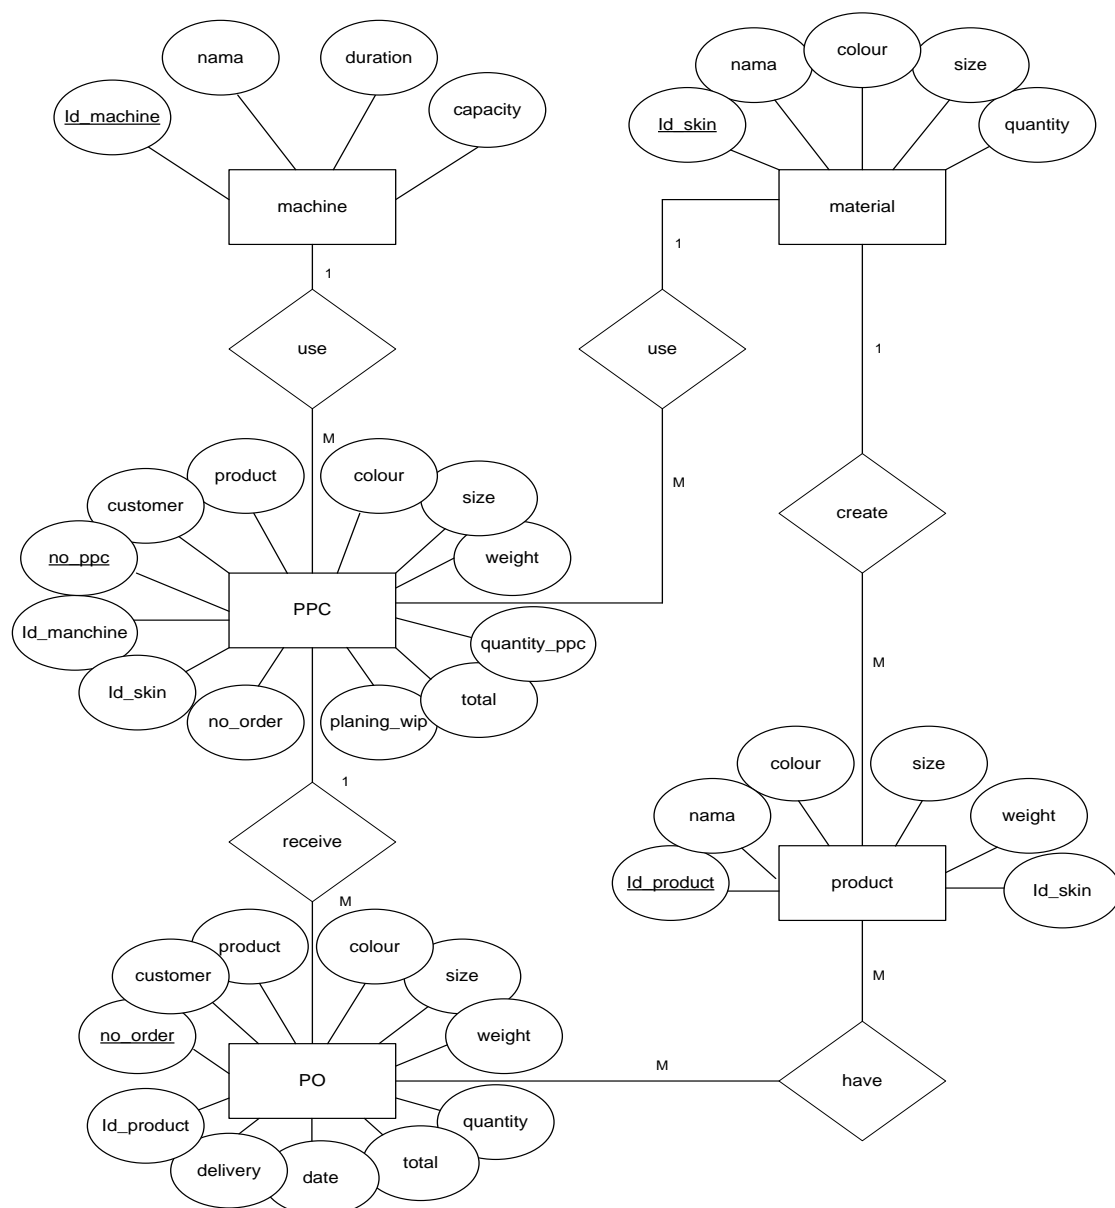 nama
duration
Id_machine
capacity
machine
1
use
M
colour
nama
size
Id_skin
quantity
material
1
use
M
1
create
M
product
colour
customer
size
no_ppc
weight
PPC
Id_manchine
quantity_ppc
Id_skin
total
no_order
planing_wip
1
receive
M
colour
size
nama
weight
Id_product
product
Id_skin
M
have
M
product
colour
customer
size
no_order
weight
PO
Id_product
quantity
delivery
date
total